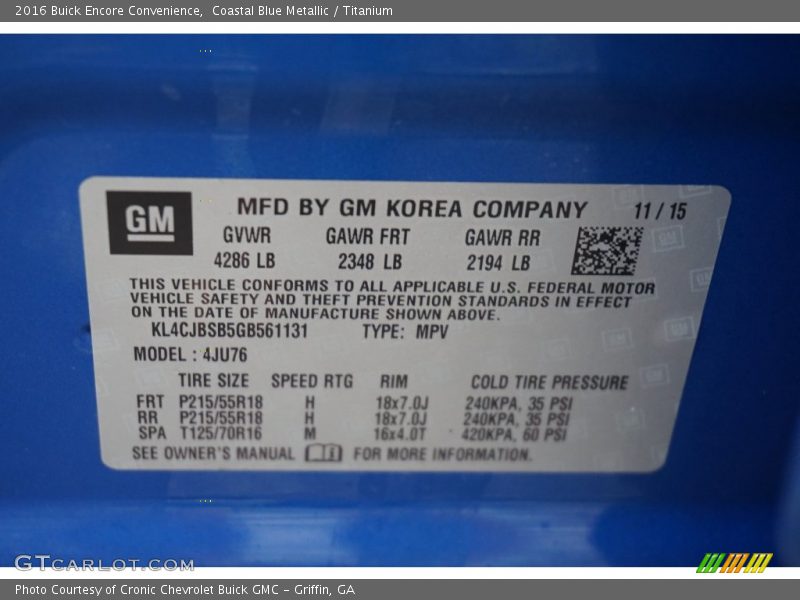 2016 Buick Encore Convenience,  Coastal Blue Metallic / Titanium
GM MFD BY GM KOREA COMPANY 11 / 15
GVWR GAWR FRT GAWR RR
4286 LB 2348 LB 2194 LB
THIS VEHICLE CONFORMS TO ALL APPLICABLE U.S. FEDERAL MOTOR
VEHICLE SAFETY AND THEFT PREVENTION STANDARDS IN EFFECT
ON THE DATE OF MANUFACTURE SHOWN ABOVE.
KL4CJBSB5GB561131 TYPE: MPV
MODEL : 4JU76
TIRE SIZE SPEED RTG RIM COLD TIRE PRESSURE
FRT P215/55R18 H 18x7.0J 240KPA, 35 PSI
RR P215/55R18 H 18x7.0J 240KPA, 35 PSI
SPA T125/70R16 M 16x4.0T 420KPA, 60 PSI
SEE OWNER'S MANUAL FOR MORE INFORMATION.
GTCARLOT.COM
Photo Courtesy of Cronic Chevrolet Buick GMC - Griffin, GA